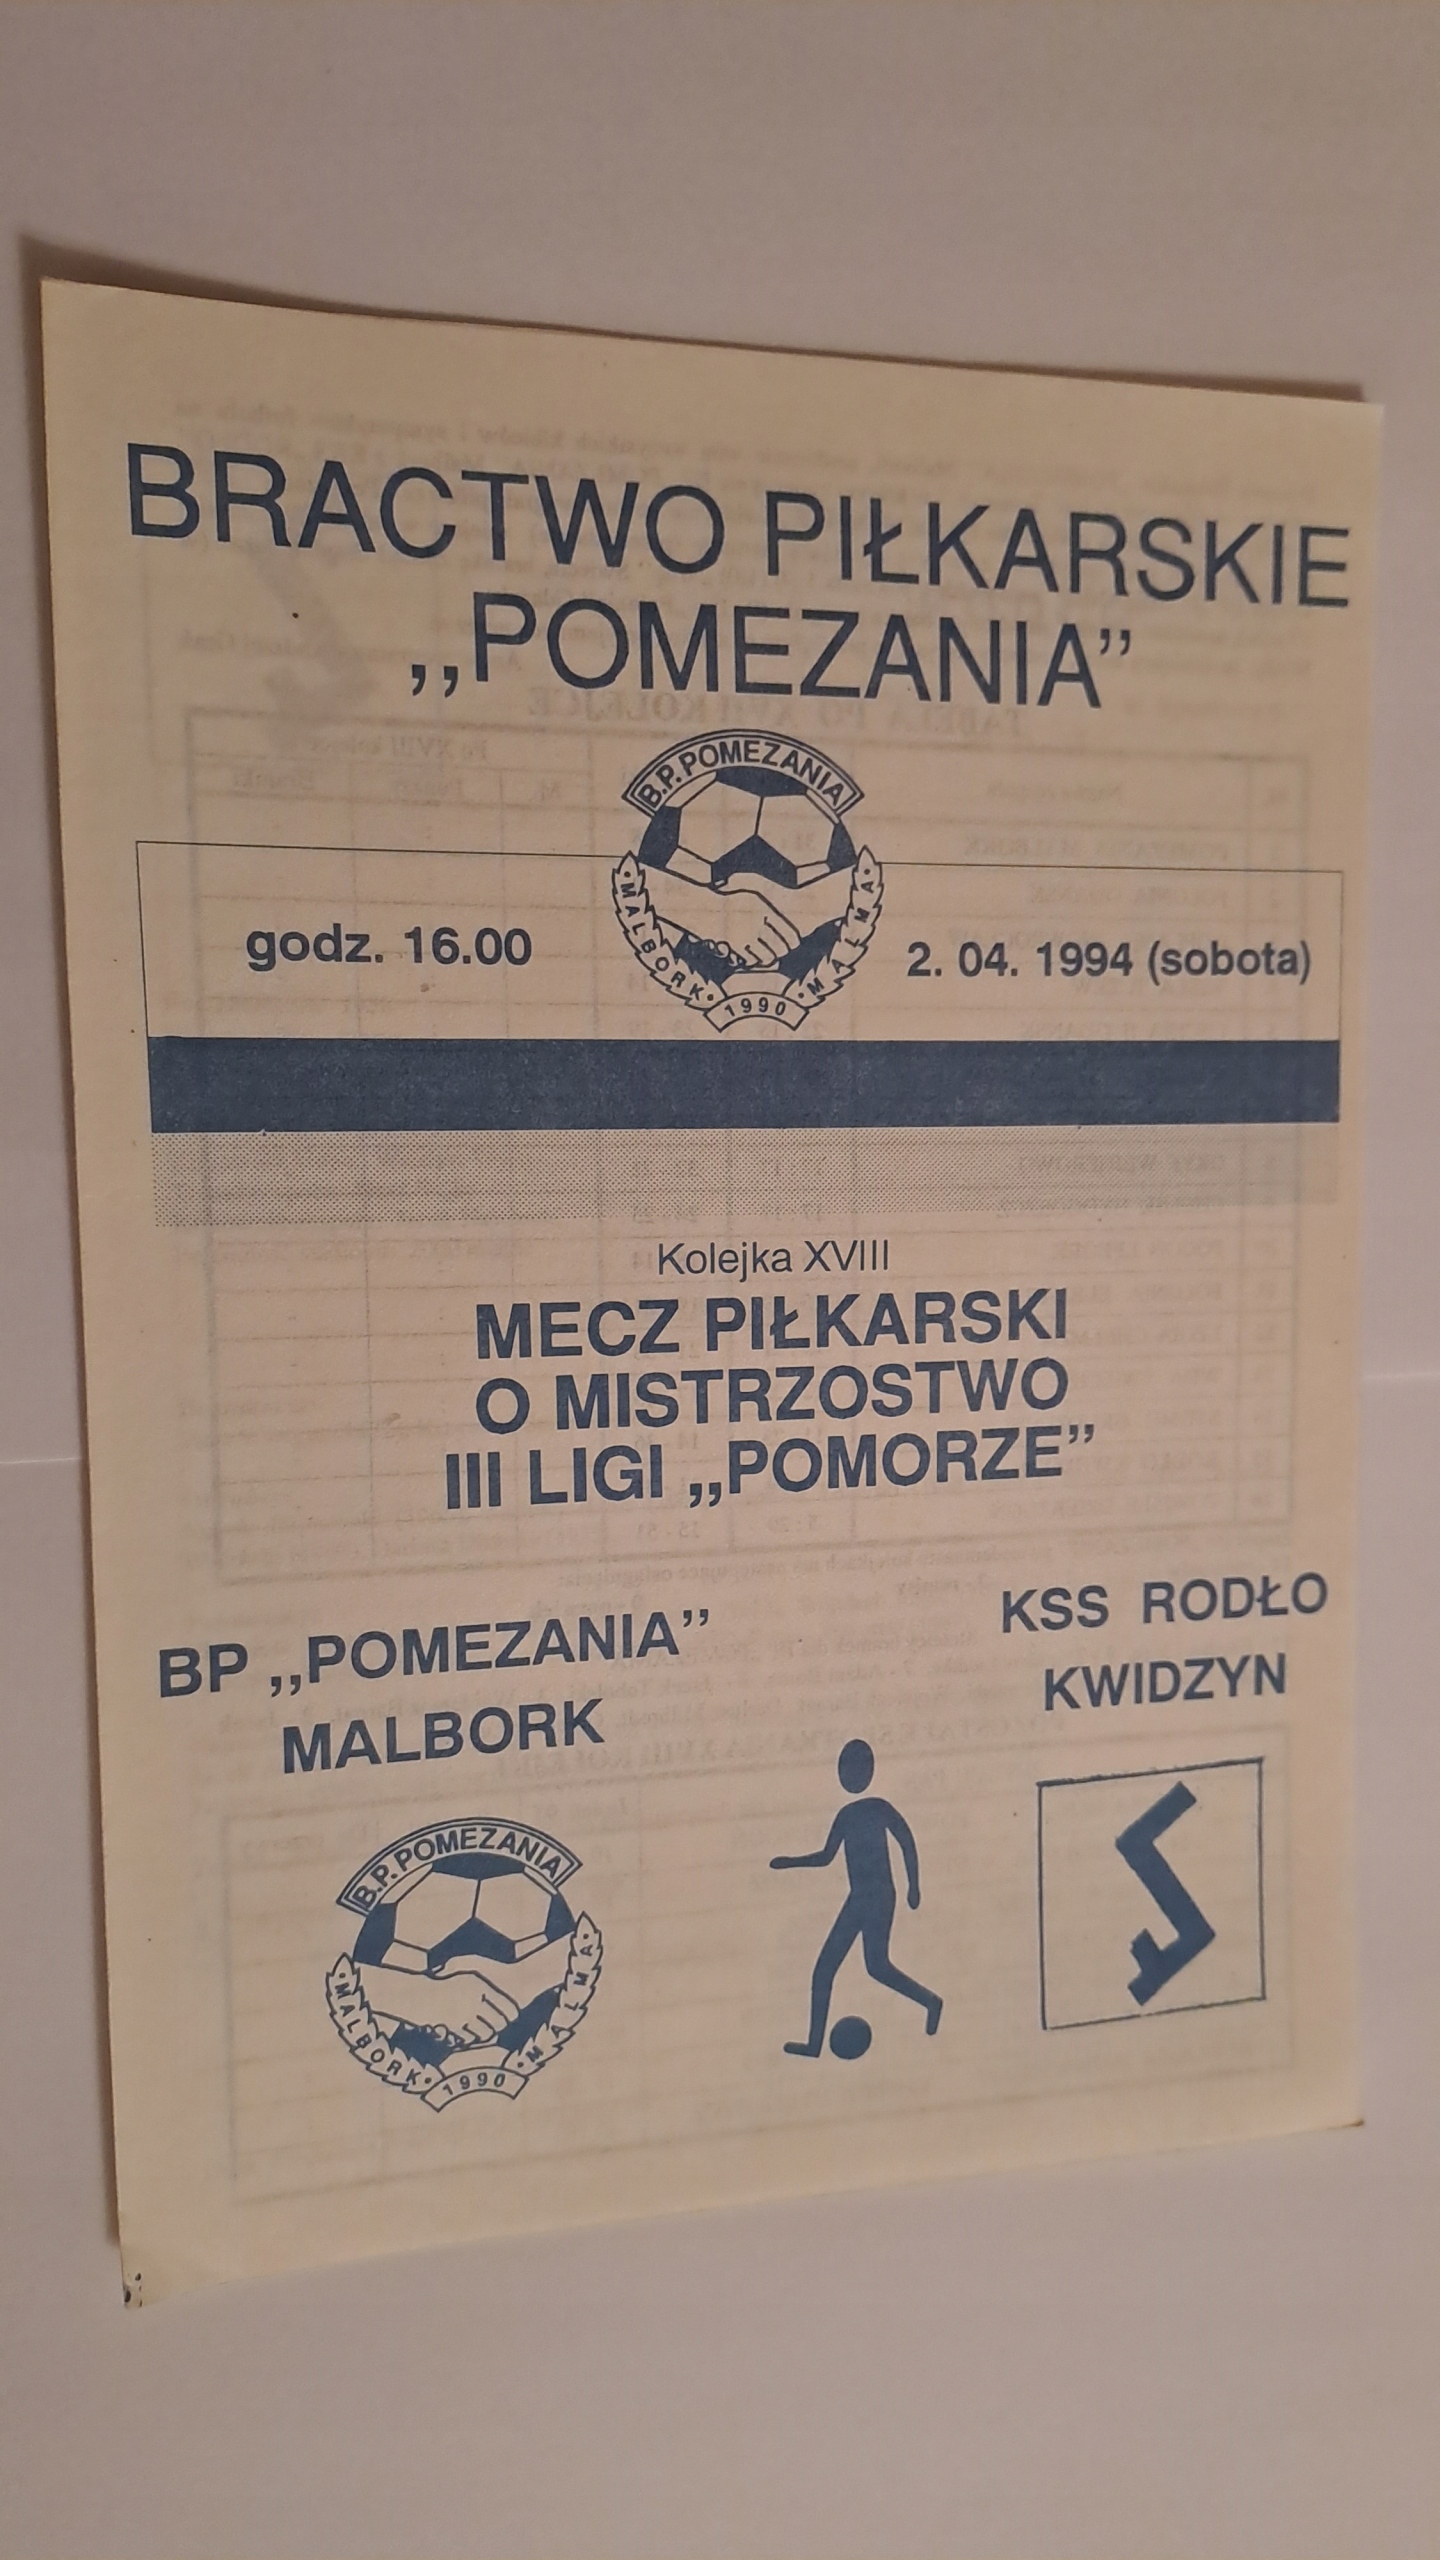 BRACTWO PIŁKARSKIE
,,POMEZANIA”
B.P. POMEZANIA
MALBORK • 1990 • MALMA
godz. 16.00
2. 04. 1994 (sobota)
Kolejka XVIII
MECZ PIŁKARSKI
O MISTRZOSTWO
III LIGI ,,POMORZE”
BP ,,POMEZANIA”
MALBORK
KSS RODŁO
KWIDZYN
B.P. POMEZANIA
MALBORK • 1990 • MALMA